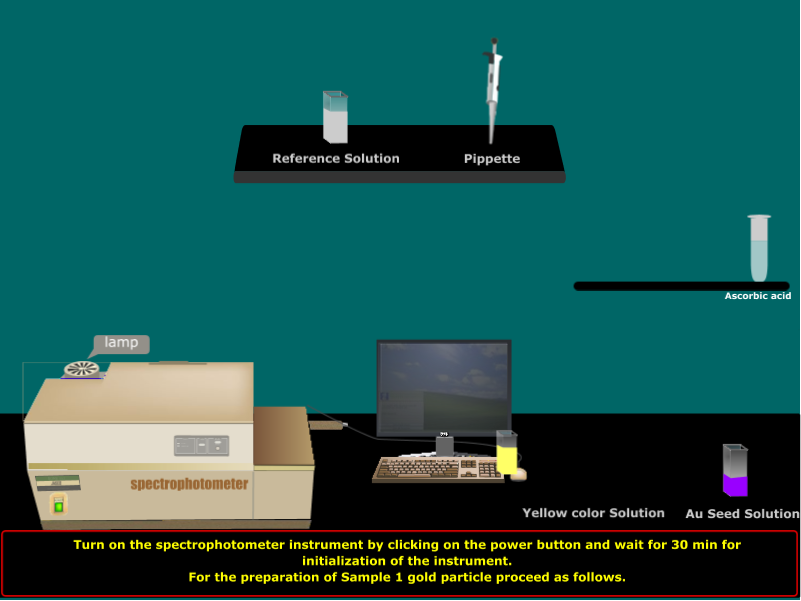 Reference Solution
Pippette
Ascorbic acid
lamp
spectrophotometer
Yellow color Solution
Au Seed Solution
Turn on the spectrophotometer instrument by clicking on the power button and wait for 30 min for
initialization of the instrument.
For the preparation of Sample 1 gold particle proceed as follows.